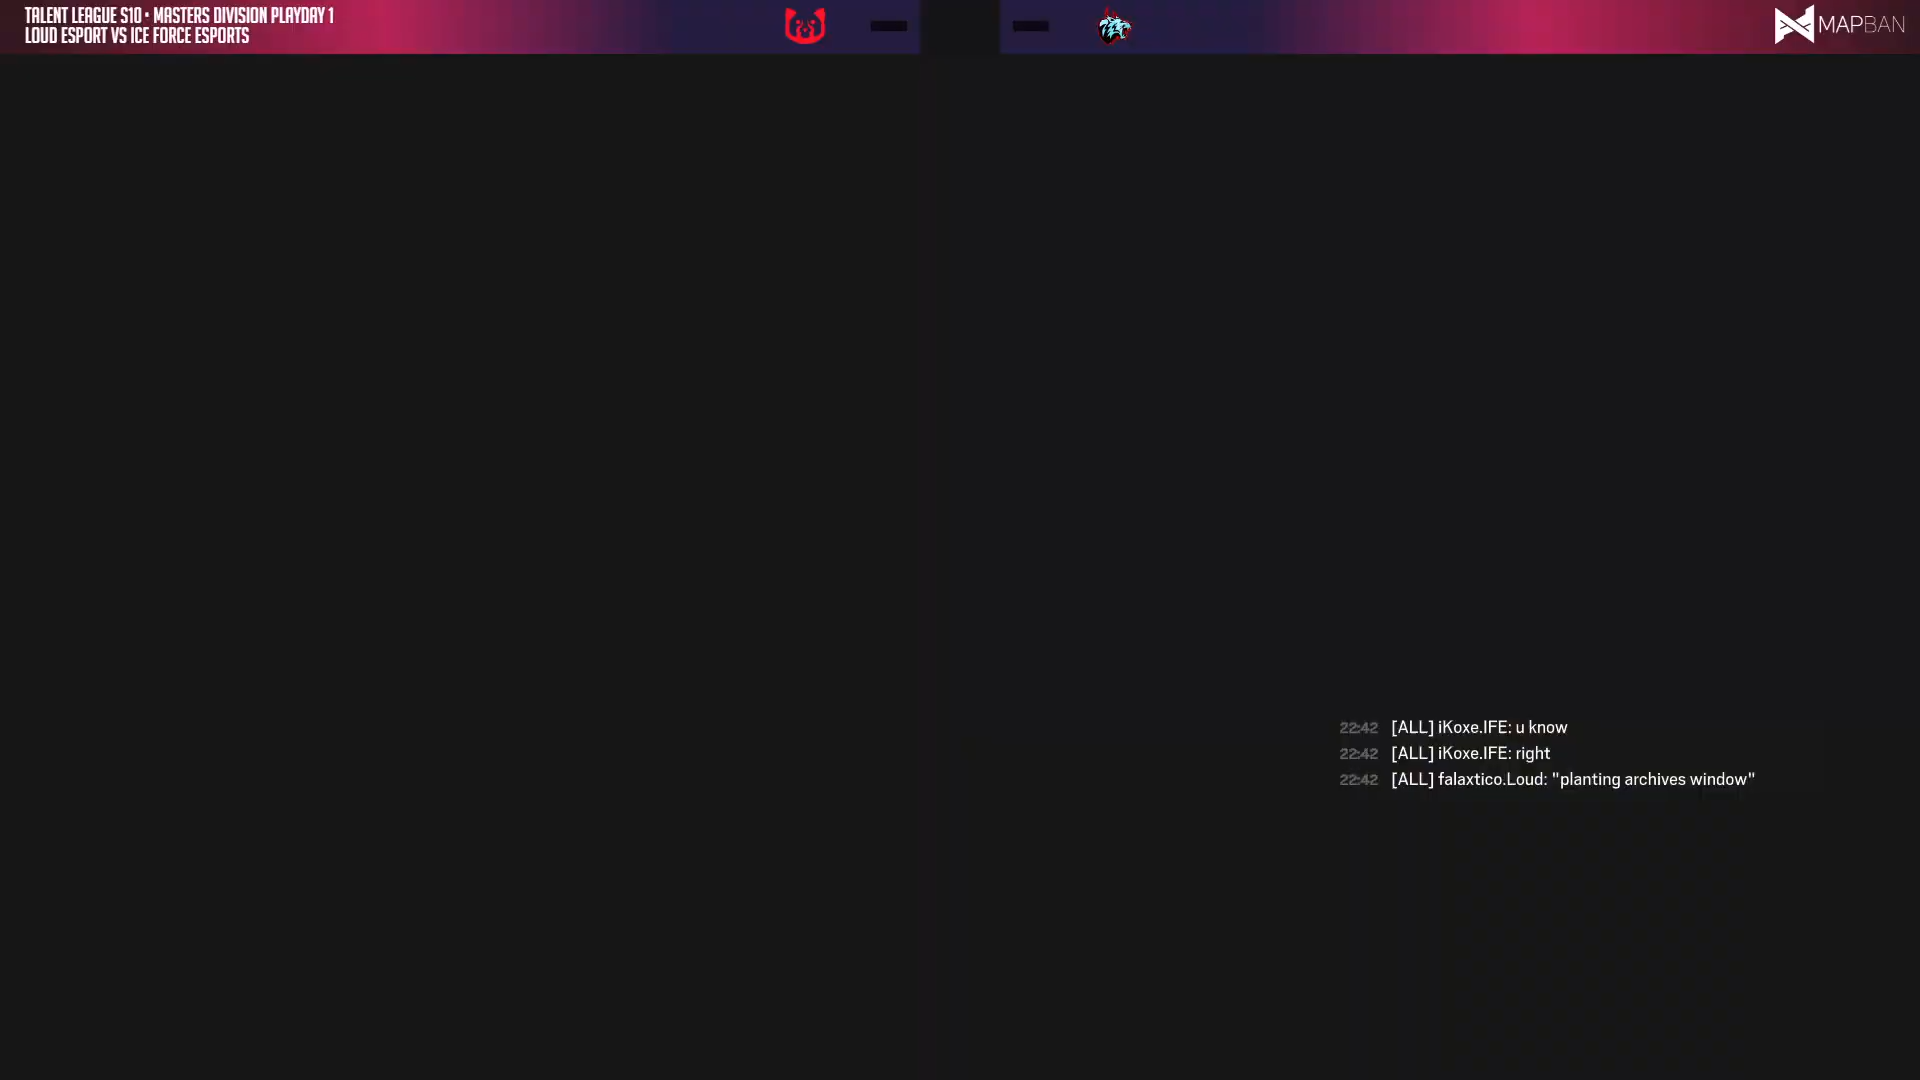 TALENT LEAGUE S10 • MASTERS DIVISION PLAYDAY 1
LOUD ESPORT VS ICE FORCE ESPORTS
MAPBAN
22:42 [ALL] iKoxe.IFE: u know
22:42 [ALL] iKoxe.IFE: right
22:42 [ALL] falaxtico.Loud: "planting archives window"